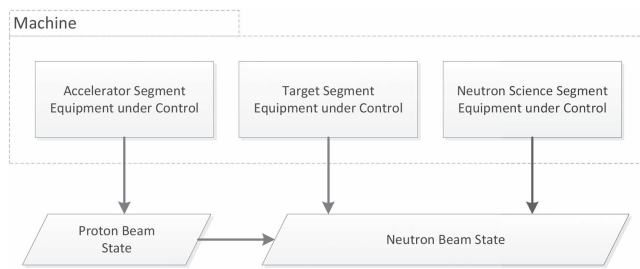 Machine
Accelerator Segment
Equipment under Control
Target Segment
Equipment under Control
Neutron Science Segment
Equipment under Control
Proton Beam
State
Neutron Beam State